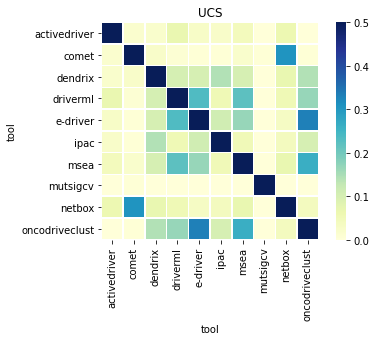 UCS
activedriver
comet
dendrix
driverml
e-driver
ipac
msea
mutsigcv
netbox
oncodriveclust
tool
activedriver
comet
dendrix
driverml
e-driver
ipac
msea
mutsigcv
netbox
oncodriveclust
tool
0.5
0.4
0.3
0.2
0.1
0.0